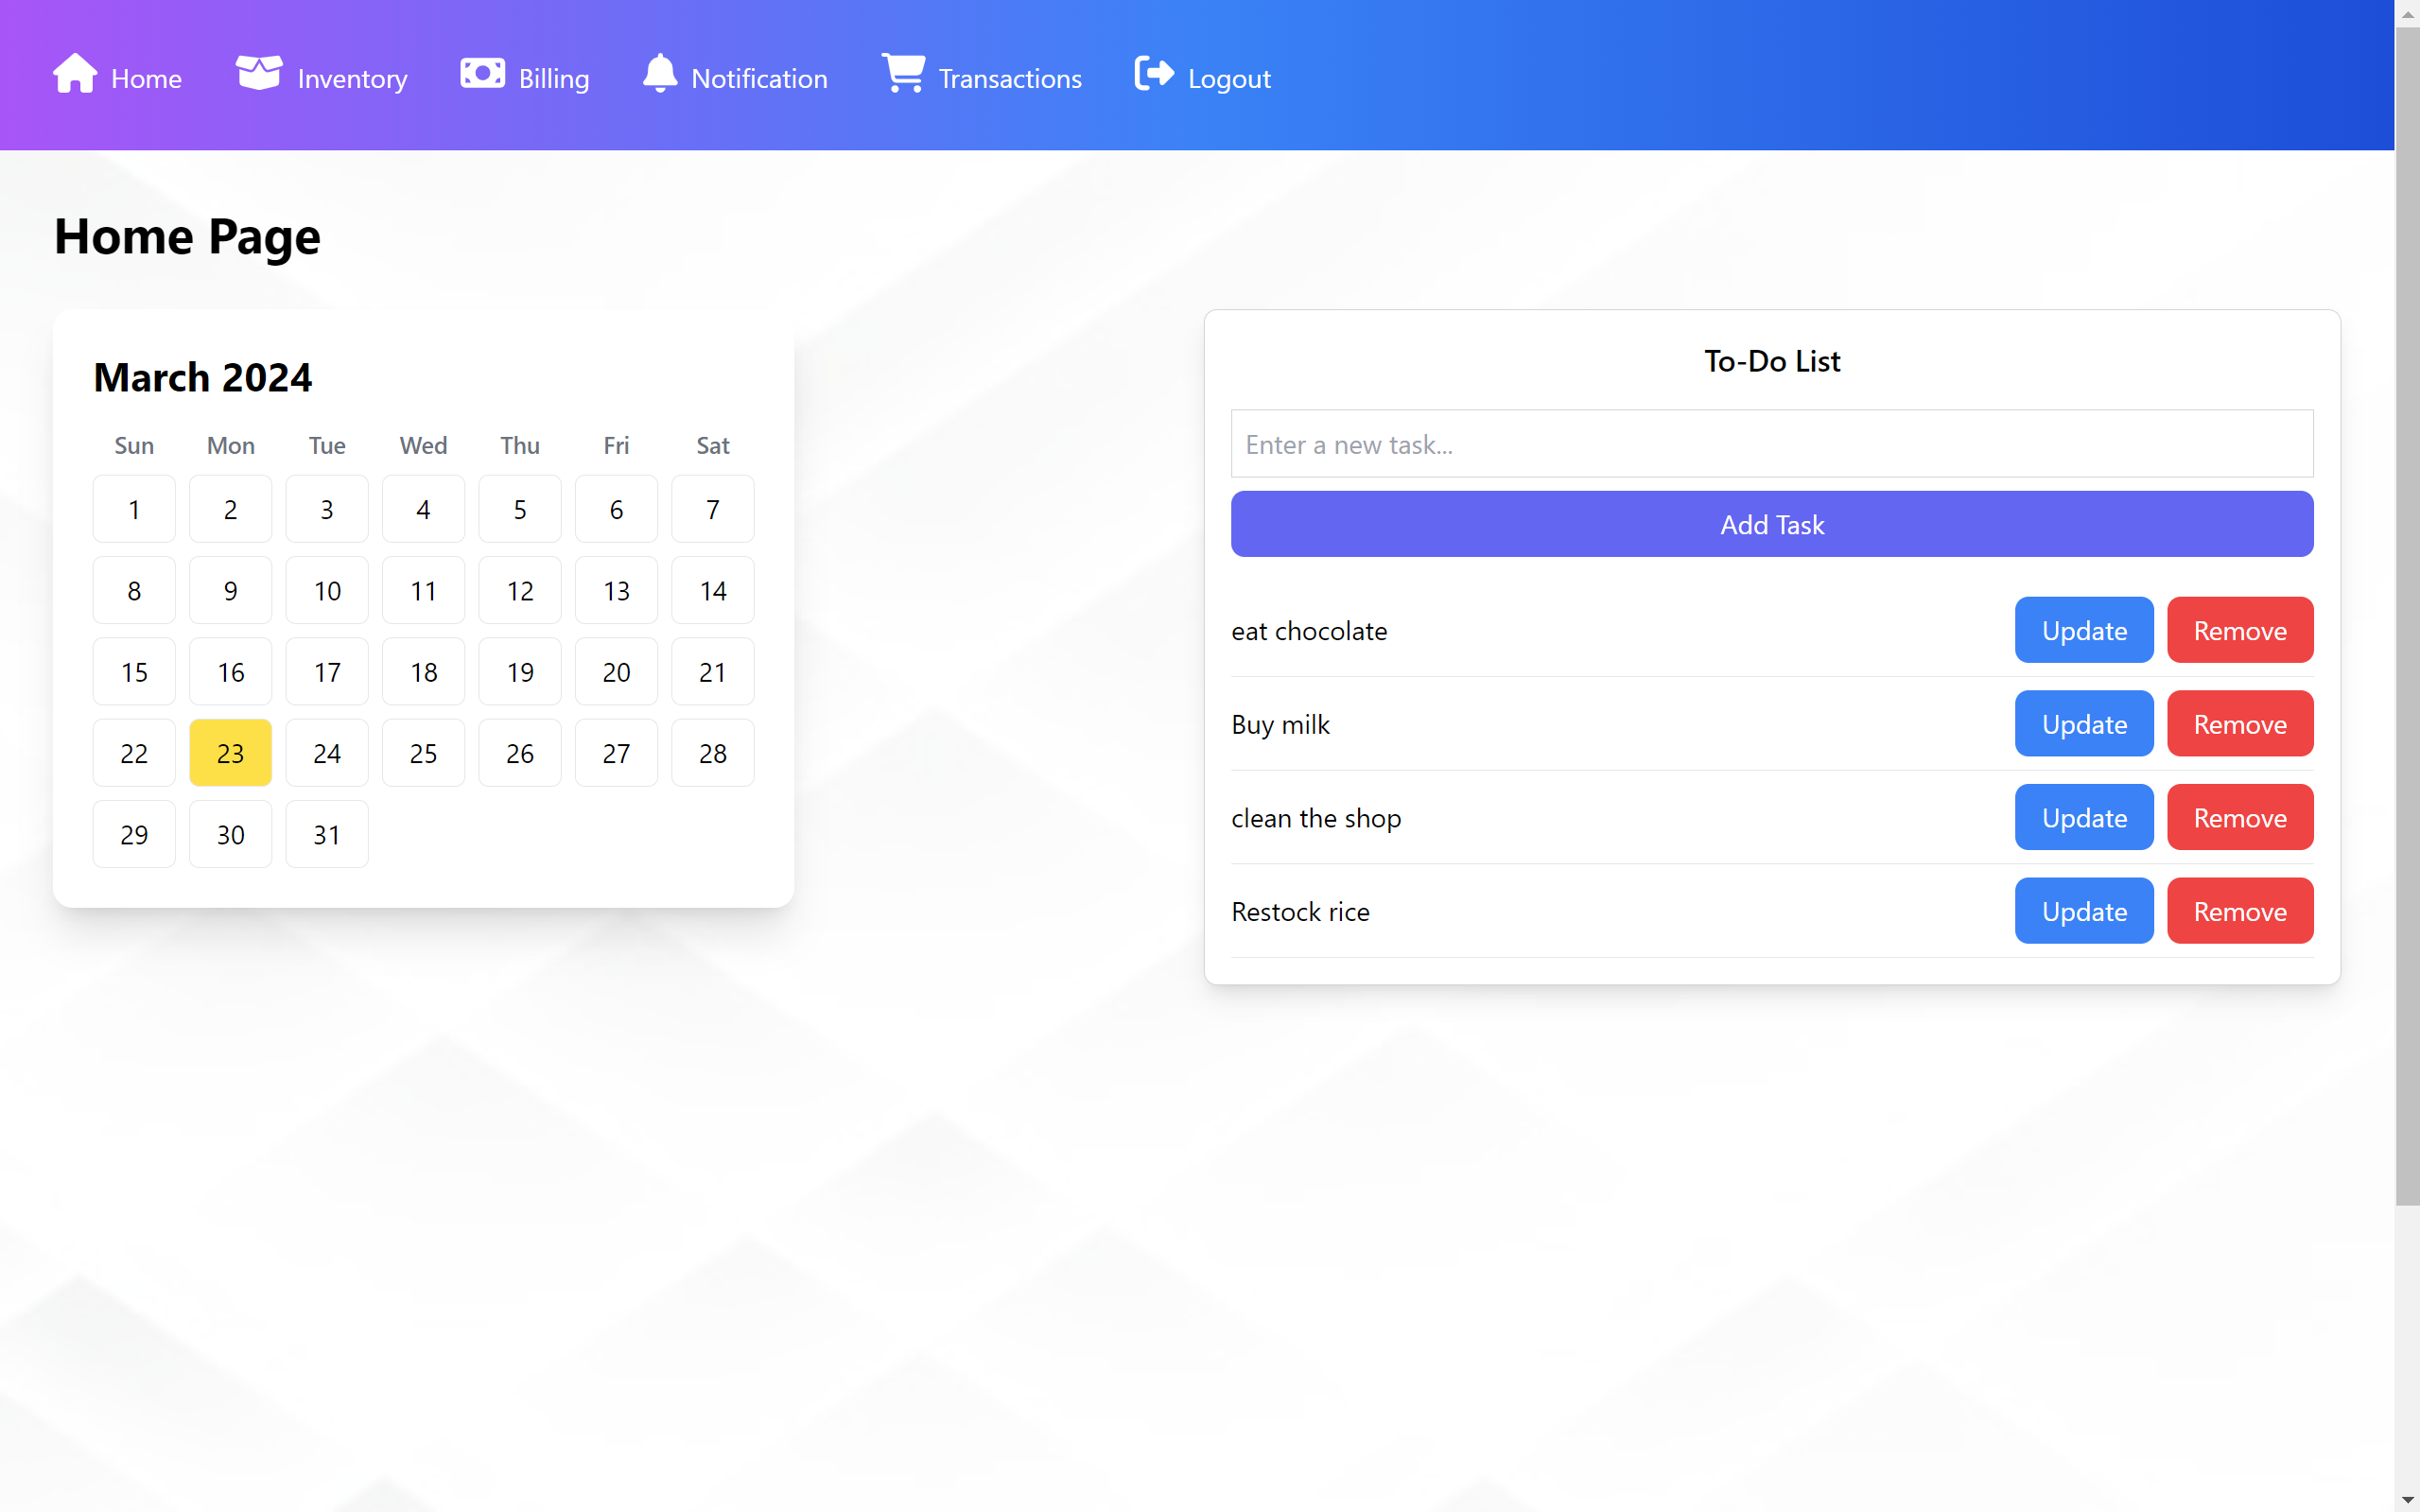 Home Inventory Billing Notification Transactions Logout
Home Page
March 2024
Sun Mon Tue Wed Thu Fri Sat
1 2 3 4 5 6 7
8 9 10 11 12 13 14
15 16 17 18 19 20 21
22 23 24 25 26 27 28
29 30 31
To-Do List
Enter a new task...
Add Task
eat chocolate Update Remove
Buy milk Update Remove
clean the shop Update Remove
Restock rice Update Remove